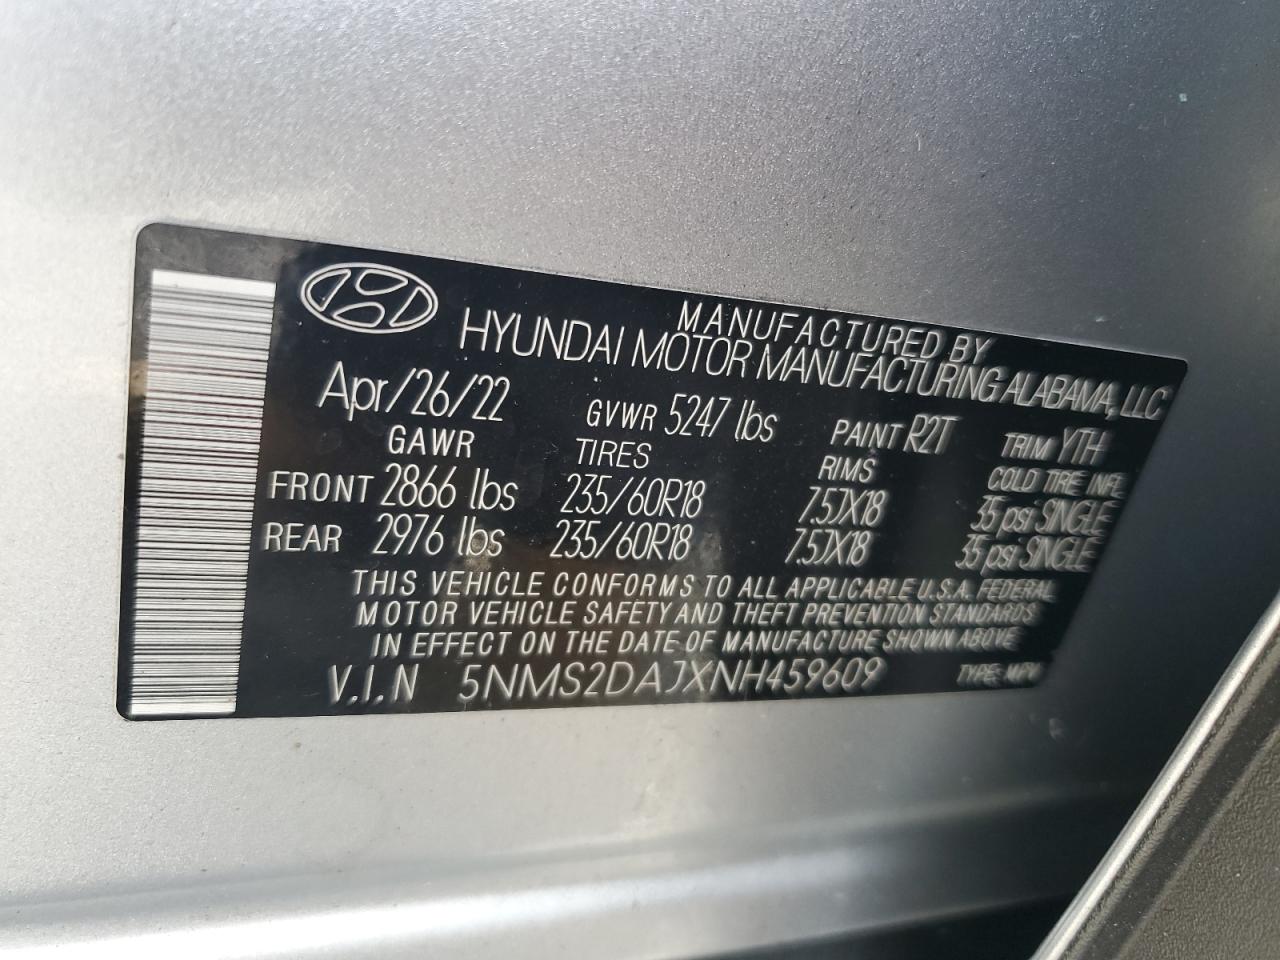 MANUFACTURED BY
HYUNDAI MOTOR MANUFACTURING ALABAMA, LLC
Apr/26/22 GVWR 5247 lbs PAINT R2T TRIM YTH
GAWR TIRES RIMS COLD TIRE INFL
FRONT 2866 lbs 235/60R18 7.5JX18 35 psi SINGLE
REAR 2976 lbs 235/60R18 7.5JX18 35 psi SINGLE
THIS VEHICLE CONFORMS TO ALL APPLICABLE U.S.A. FEDERAL
MOTOR VEHICLE SAFETY AND THEFT PREVENTION STANDARDS
IN EFFECT ON THE DATE OF MANUFACTURE SHOWN ABOVE
V.I.N 5NMS2DAJXNH459609 TYPE: MPV